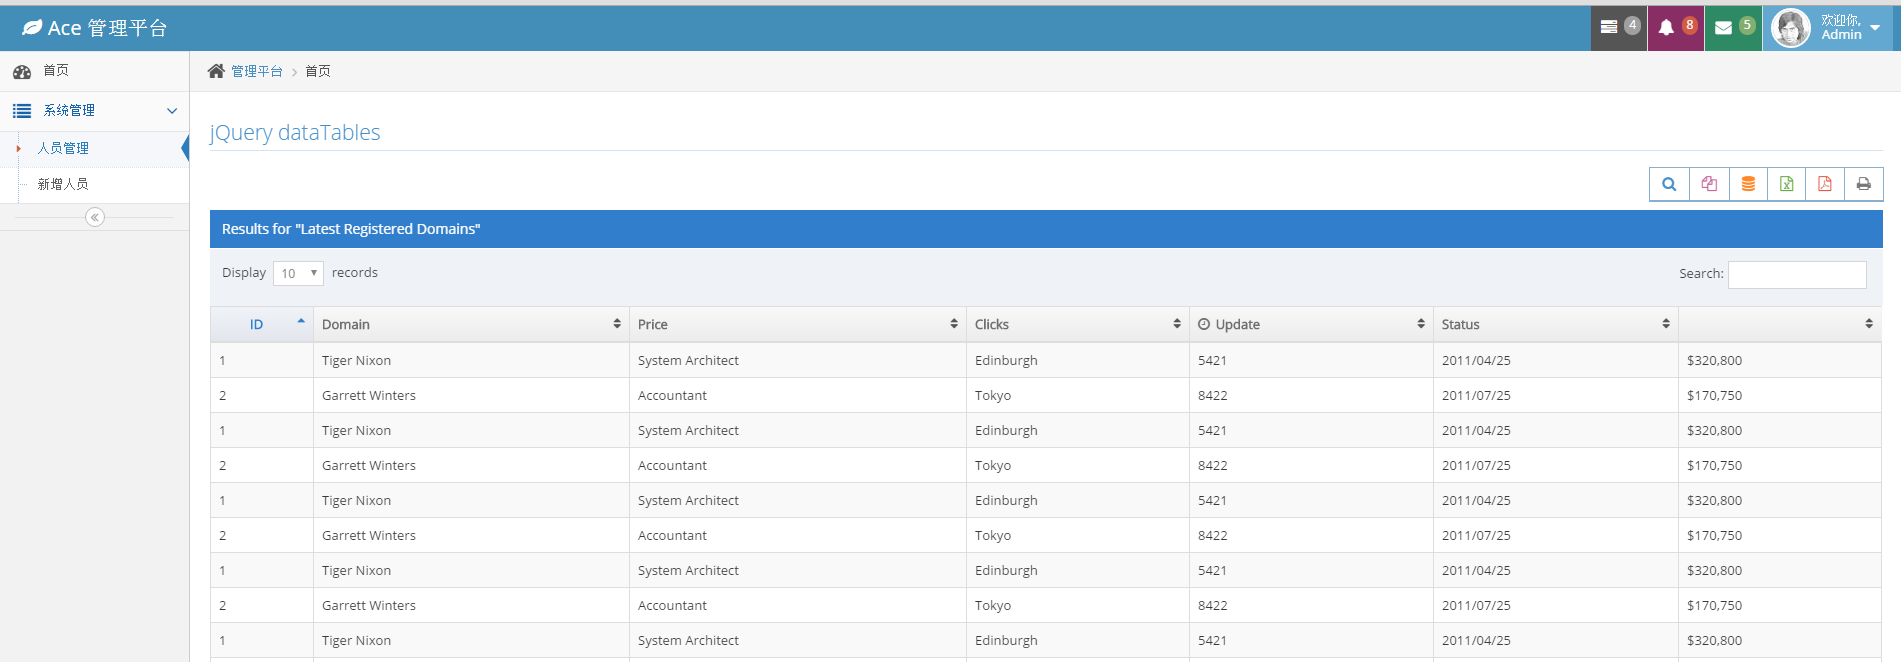 Ace 管理平台
4
8
5
欢迎你,
Admin
首页
系统管理
人员管理
新增人员
管理平台 > 首页
jQuery dataTables
Results for "Latest Registered Domains"
Display 10 records
Search:
ID Domain Price Clicks Update Status
1 Tiger Nixon System Architect Edinburgh 5421 2011/04/25 $320,800
2 Garrett Winters Accountant Tokyo 8422 2011/07/25 $170,750
1 Tiger Nixon System Architect Edinburgh 5421 2011/04/25 $320,800
2 Garrett Winters Accountant Tokyo 8422 2011/07/25 $170,750
1 Tiger Nixon System Architect Edinburgh 5421 2011/04/25 $320,800
2 Garrett Winters Accountant Tokyo 8422 2011/07/25 $170,750
1 Tiger Nixon System Architect Edinburgh 5421 2011/04/25 $320,800
2 Garrett Winters Accountant Tokyo 8422 2011/07/25 $170,750
1 Tiger Nixon System Architect Edinburgh 5421 2011/04/25 $320,800